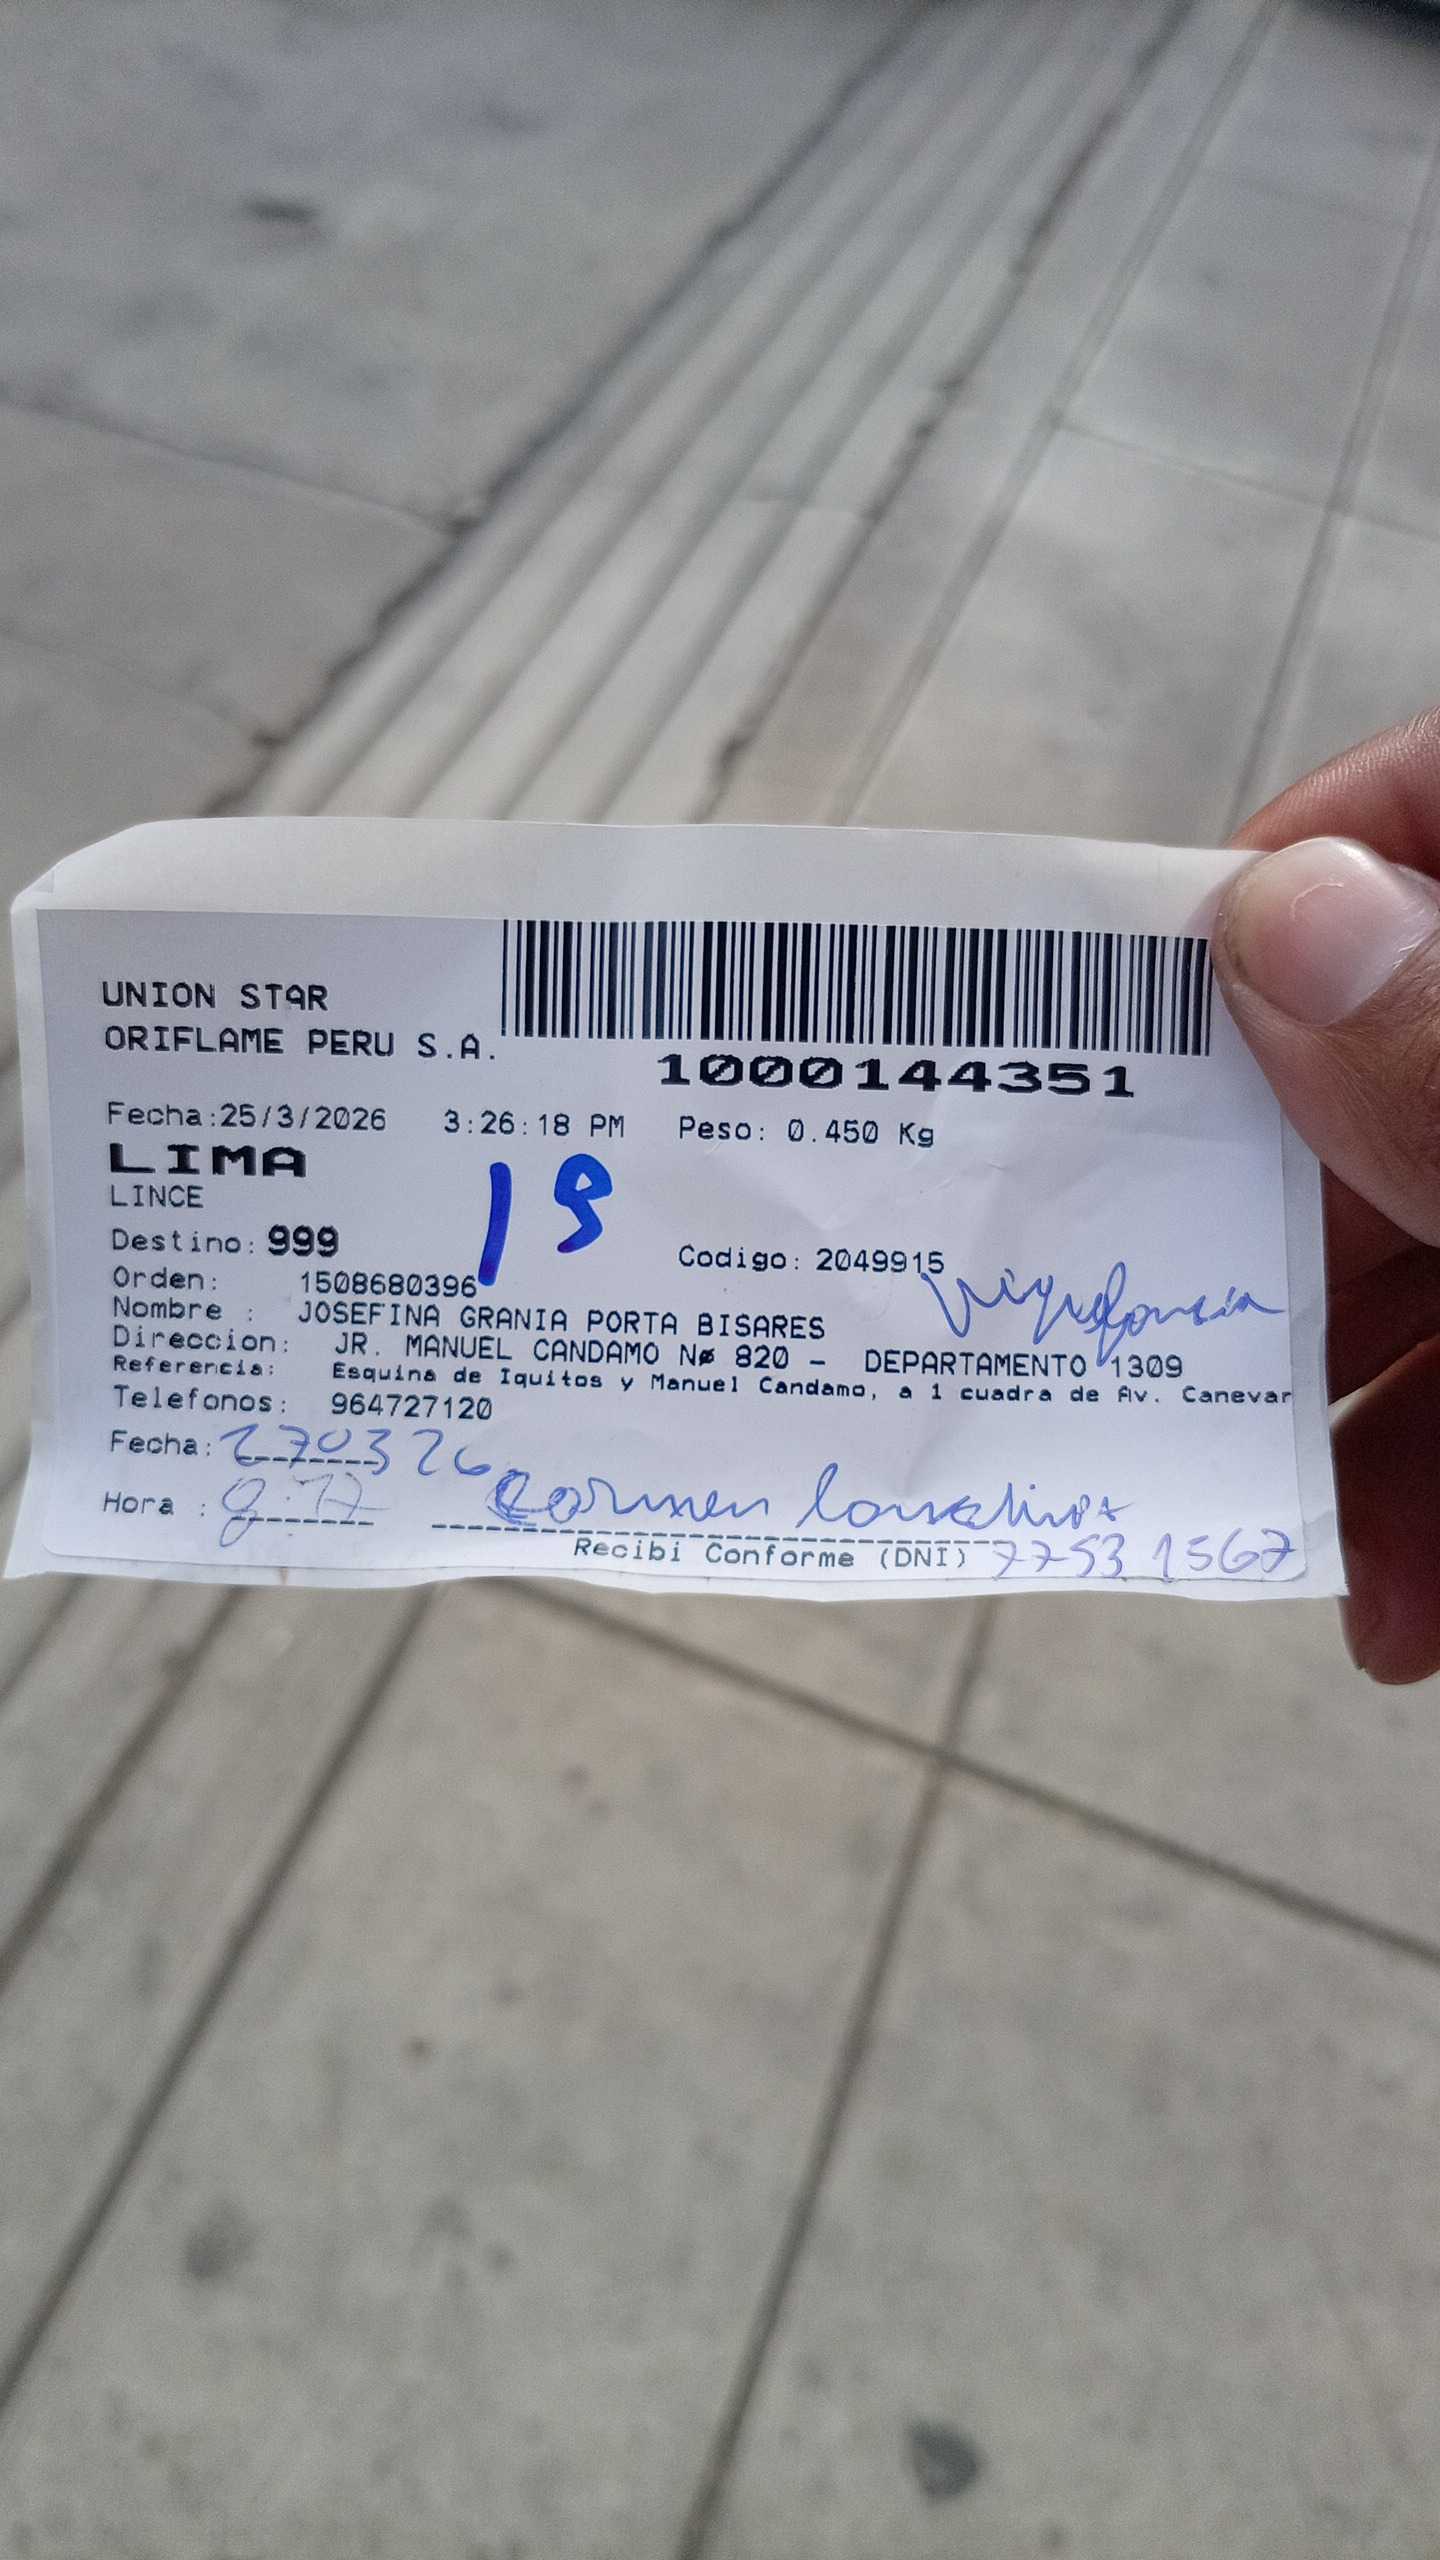 UNION STAR
ORIFLAME PERU S.A.
1000144351
Fecha:25/3/2026 3:26:18 PM Peso: 0.450 Kg
LIMA
19
LINCE
Destino: 999
Codigo: 2049915
Orden: 1508680396
Nombre : JOSEFINA GRANIA PORTA BISARES
Direccion: JR. MANUEL CANDAMO Nø 820 - DEPARTAMENTO 1309
Referencia: Esquina de Iquitos y Manuel Candamo, a 1 cuadra de Av. Canevar
Telefonos: 964727120
Fecha: 270326
Hora :
Carmen
Recibi Conforme (DNI) 77531567